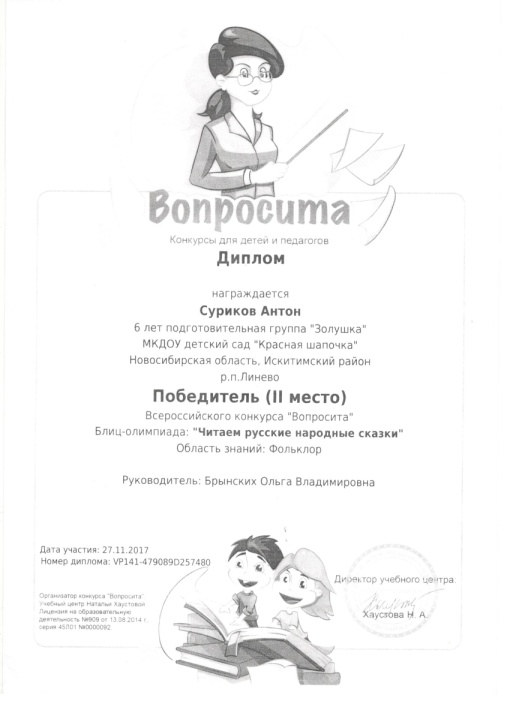 Вопросита
Конкурсы для детей и педагогов
Диплом
награждается
Суриков Антон
6 лет подготовительная группа "Золушка"
МКДОУ детский сад "Красная шапочка"
Новосибирская область, Искитимский район
р.п.Линево
Победитель (II место)
Всероссийского конкурса "Вопросита"
Блиц-олимпиада: "Читаем русские народные сказки"
Область знаний: Фольклор
Руководитель: Брынских Ольга Владимировна
Дата участия: 27.11.2017
Номер диплома: VP141-479089D257480
Организатор конкурса "Вопросита"
Учебный центр Натальи Хаустовой
Лицензия на образовательную
деятельность №909 от 13.08.2014 г.,
серия 45Л01 №0000092
Директор учебного центра:
Хаустова Н. А.